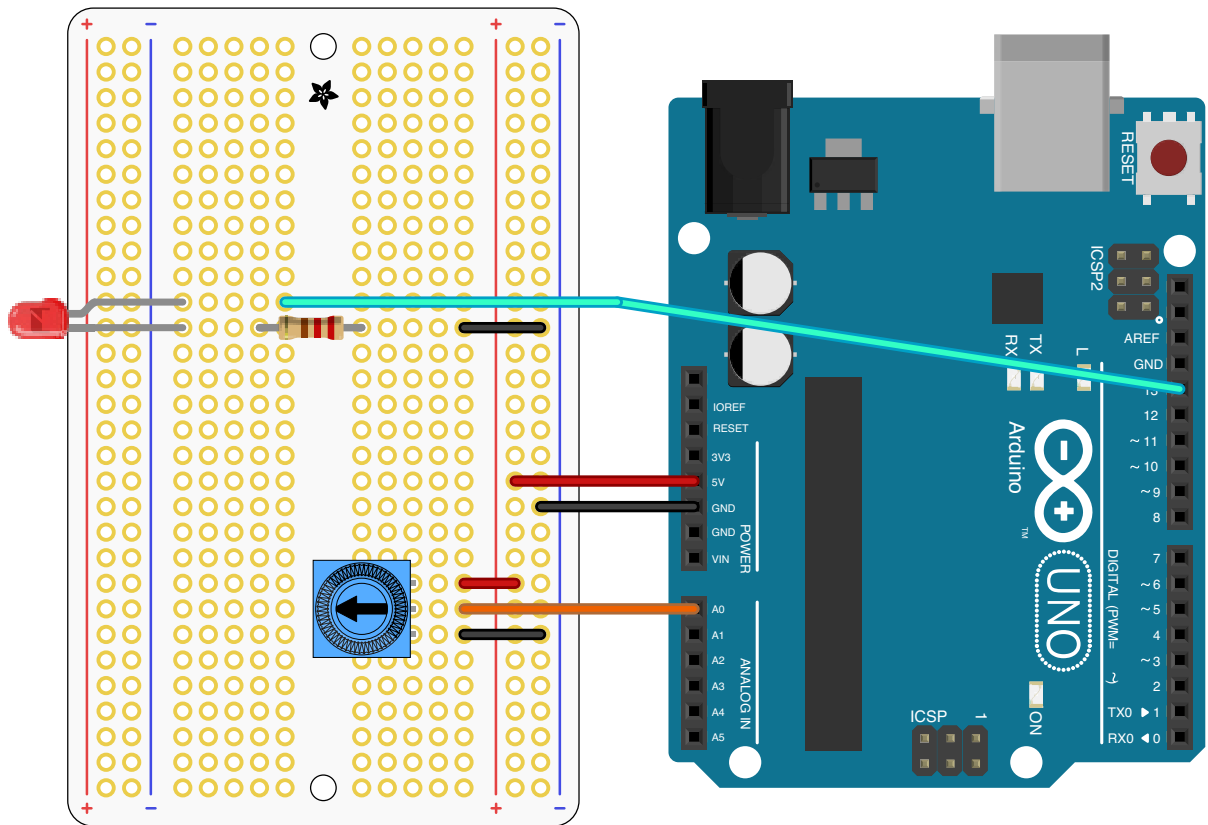 +
−
+
−
RESET
ICSP2
AREF
GND
RX
TX
L
12
~ 11
~ 10
~ 9
8
IOREF
RESET
3V3
5V
GND
GND
VIN
POWER
Arduino
TM
7
~ 6
~ 5
4
~ 3
2
TX0 ▶ 1
RX0 ◀ 0
DIGITAL (PWM= ~)
UNO
A0
A1
A2
A3
A4
A5
ANALOG IN
ON
ICSP
1
+
−
+
−